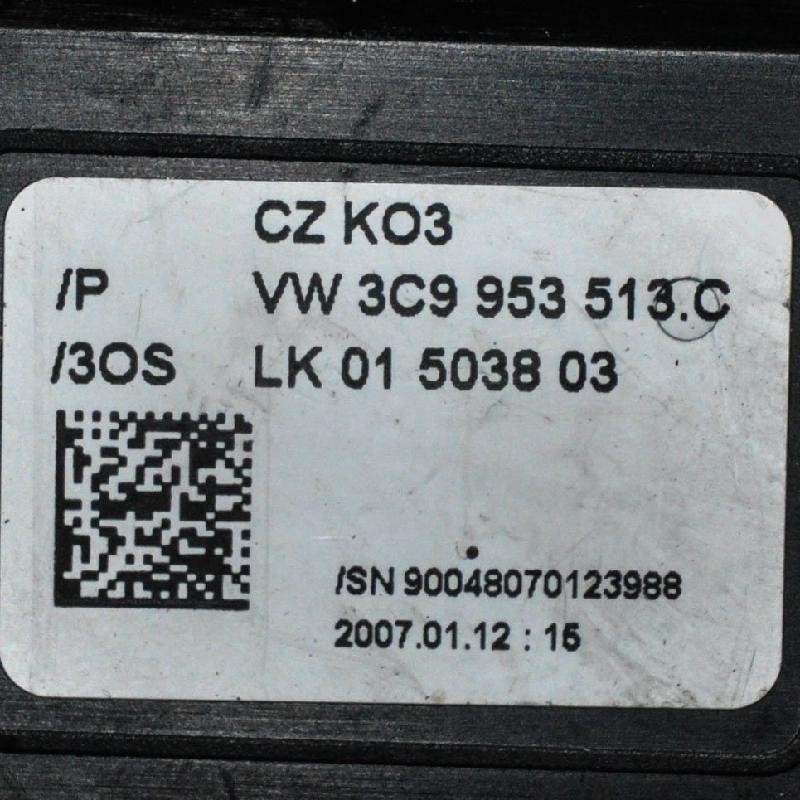 CZ KO3
/P VW 3C9 953 513.C
/3OS LK 01 5038 03
/SN 90048070123988
2007.01.12 : 15